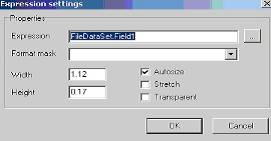 Expression settings
Properties
Expression FileDataSet.Field1 ...
Format mask
Width 1.12 Autosize
Stretch
Height 0.17 Transparent
OK Cancel